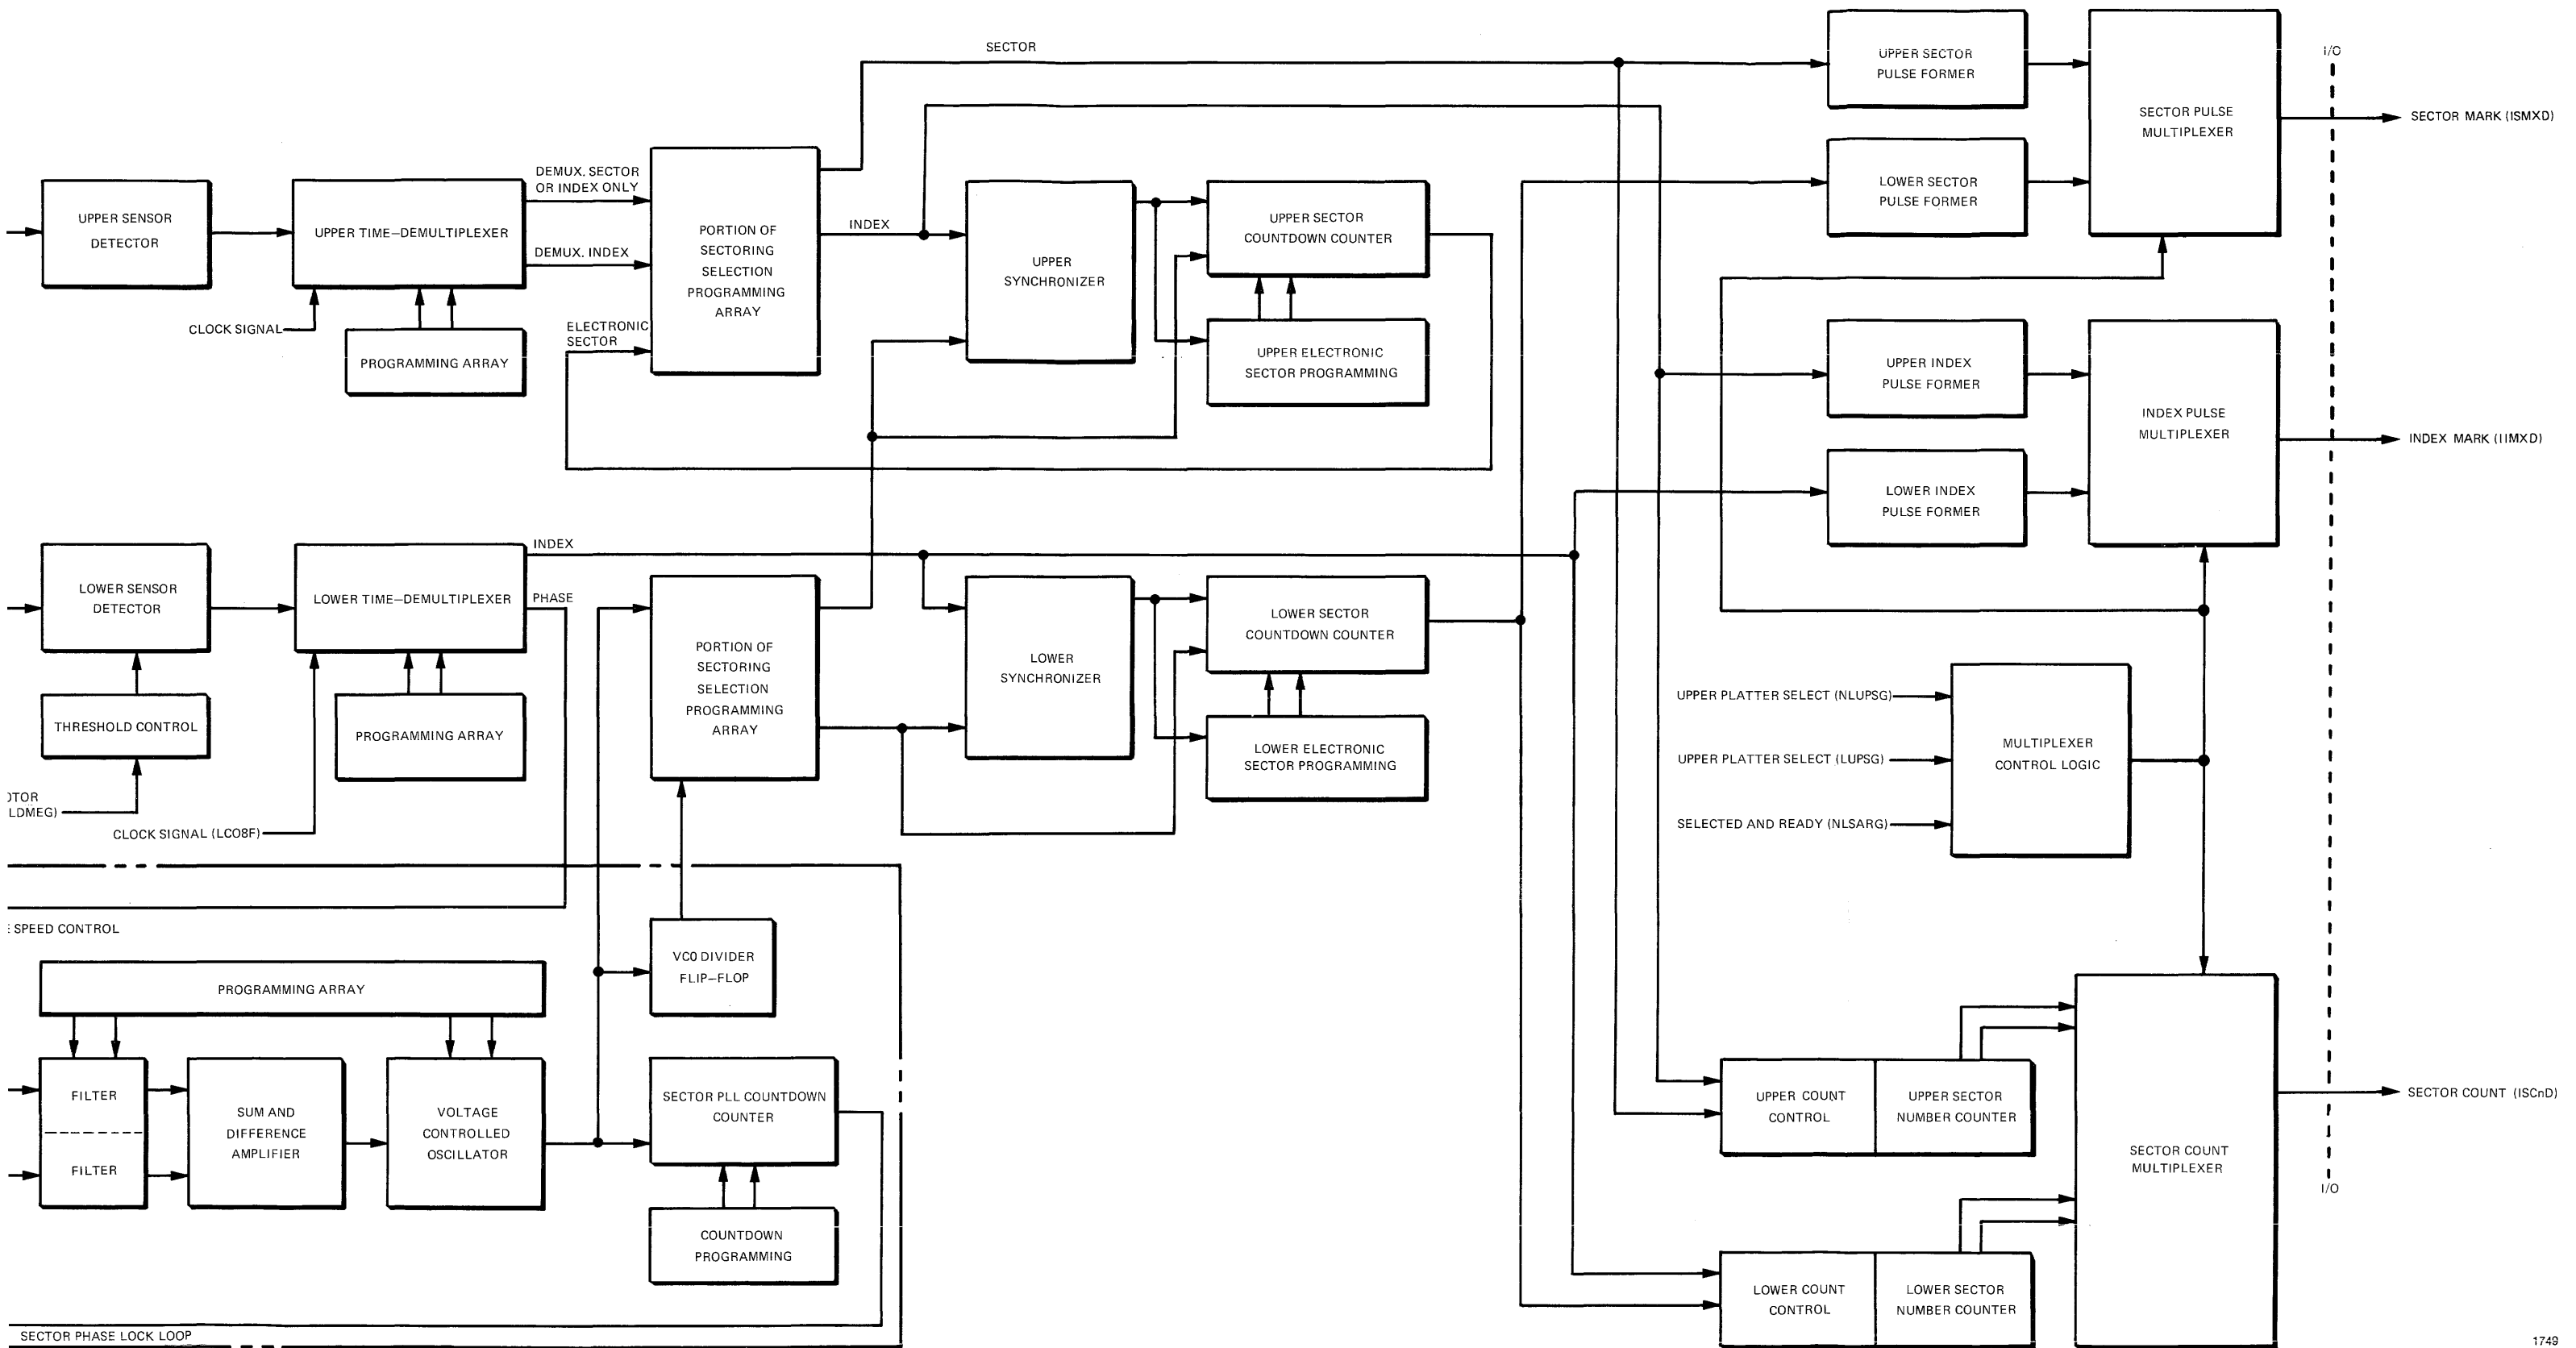 SECTOR
I/O
UPPER SECTOR
PULSE FORMER
SECTOR PULSE
MULTIPLEXER
SECTOR MARK (ISMXD)
LOWER SECTOR
PULSE FORMER
UPPER SENSOR
DETECTOR
UPPER TIME-DEMULTIPLEXER
DEMUX. SECTOR
OR INDEX ONLY
DEMUX. INDEX
CLOCK SIGNAL
PROGRAMMING ARRAY
ELECTRONIC
SECTOR
PORTION OF
SECTORING
SELECTION
PROGRAMMING
ARRAY
INDEX
UPPER
SYNCHRONIZER
UPPER SECTOR
COUNTDOWN COUNTER
UPPER ELECTRONIC
SECTOR PROGRAMMING
UPPER INDEX
PULSE FORMER
INDEX PULSE
MULTIPLEXER
INDEX MARK (IIMXD)
LOWER INDEX
PULSE FORMER
LOWER SENSOR
DETECTOR
THRESHOLD CONTROL
OTOR
LDMEG)
LOWER TIME-DEMULTIPLEXER
INDEX
PHASE
PROGRAMMING ARRAY
CLOCK SIGNAL (LCO8F)
PORTION OF
SECTORING
SELECTION
PROGRAMMING
ARRAY
LOWER
SYNCHRONIZER
LOWER SECTOR
COUNTDOWN COUNTER
LOWER ELECTRONIC
SECTOR PROGRAMMING
UPPER PLATTER SELECT (NLUPSG)
UPPER PLATTER SELECT (LUPSG)
SELECTED AND READY (NLSARG)
MULTIPLEXER
CONTROL LOGIC
E SPEED CONTROL
VCO DIVIDER
FLIP-FLOP
PROGRAMMING ARRAY
FILTER
FILTER
SUM AND
DIFFERENCE
AMPLIFIER
VOLTAGE
CONTROLLED
OSCILLATOR
SECTOR PLL COUNTDOWN
COUNTER
COUNTDOWN
PROGRAMMING
SECTOR PHASE LOCK LOOP
UPPER COUNT
CONTROL
UPPER SECTOR
NUMBER COUNTER
LOWER COUNT
CONTROL
LOWER SECTOR
NUMBER COUNTER
SECTOR COUNT
MULTIPLEXER
SECTOR COUNT (ISCnD)
I/O
1749